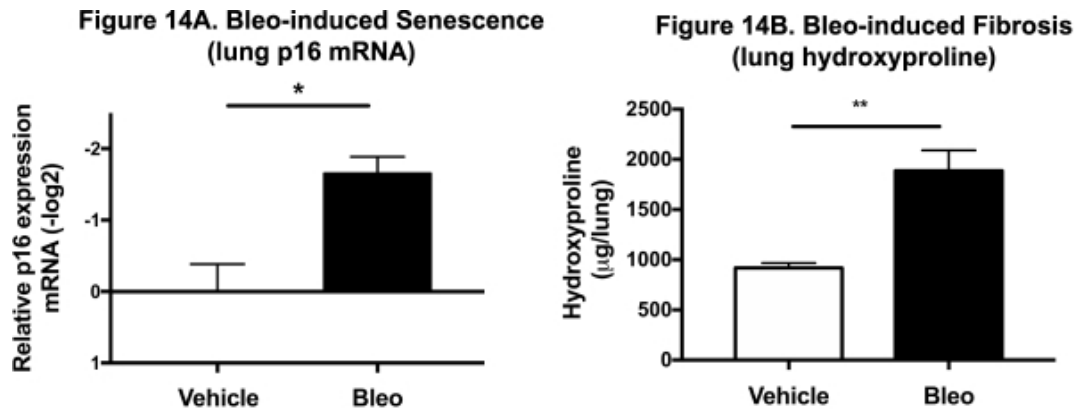 Figure 14A. Bleo-induced Senescence
(lung p16 mRNA)
*
Relative p16 expression
mRNA (-log2)
-2
-1
0
1
Vehicle
Bleo
Figure 14B. Bleo-induced Fibrosis
(lung hydroxyproline)
**
Hydroxyproline
(μg/lung)
2500
2000
1500
1000
500
0
Vehicle
Bleo